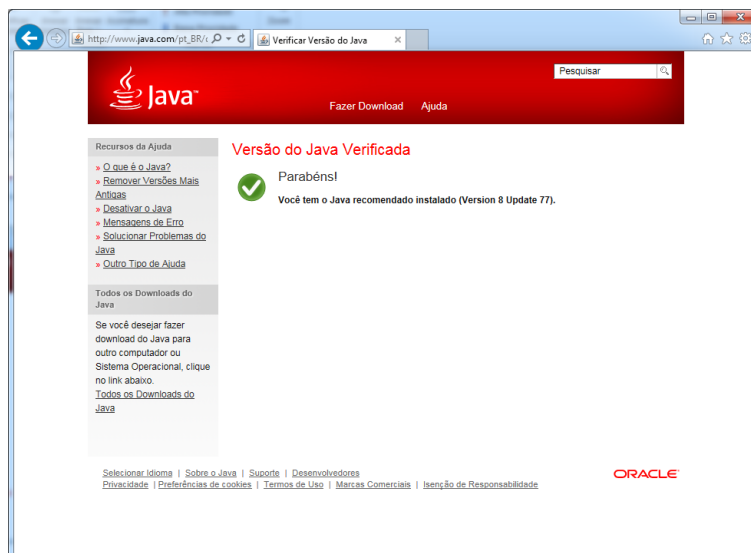 http://www.java.com/pt_BR/
Verificar Versão do Java
Java
Pesquisar
Fazer Download Ajuda
Recursos da Ajuda
» O que é o Java?
» Remover Versões Mais
Antigas
» Desativar o Java
» Mensagens de Erro
» Solucionar Problemas do
Java
» Outro Tipo de Ajuda
Todos os Downloads do
Java
Se você desejar fazer
download do Java para
outro computador ou
Sistema Operacional, clique
no link abaixo.
Todos os Downloads do
Java
Versão do Java Verificada
Parabéns!
Você tem o Java recomendado instalado (Version 8 Update 77).
Selecionar Idioma | Sobre o Java | Suporte | Desenvolvedores
Privacidade | Preferências de cookies | Termos de Uso | Marcas Comerciais | Isenção de Responsabilidade
ORACLE